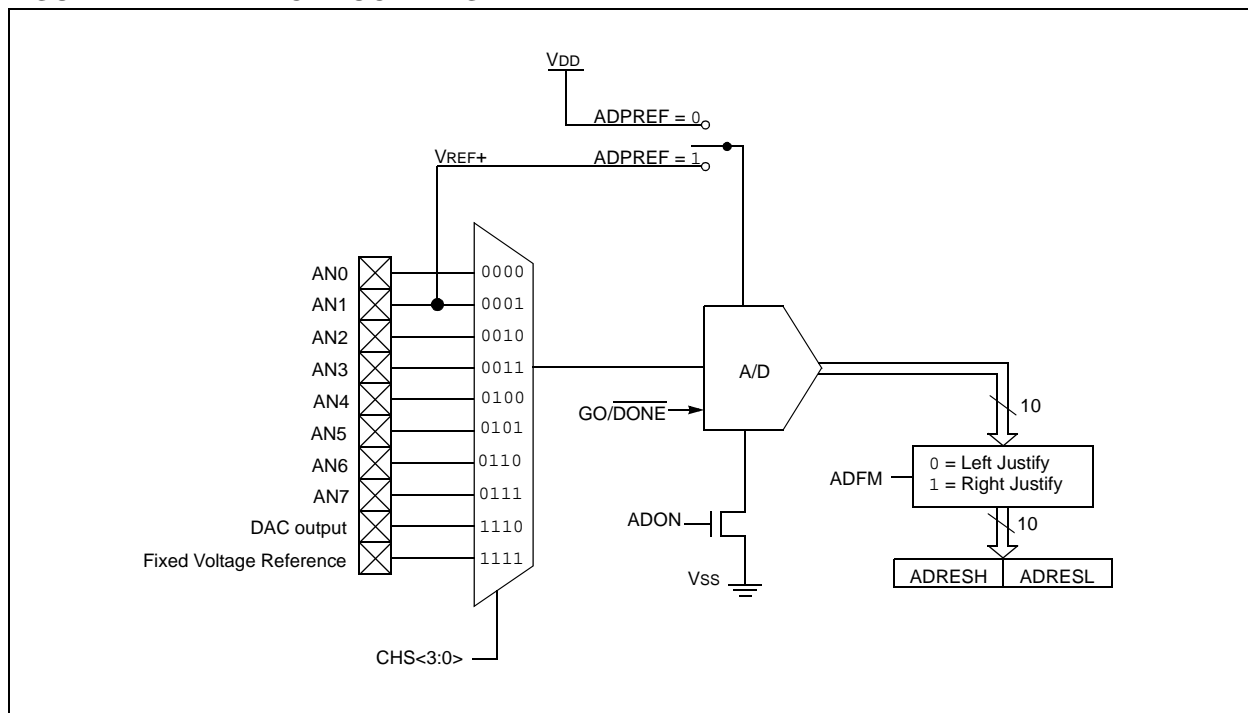 VDD
ADPREF = 0
VREF+
ADPREF = 1
AN0
0000
AN1
0001
AN2
0010
AN3
0011
A/D
AN4
0100
GO/DONE
10
AN5
0101
AN6
0110
ADFM
0 = Left Justify
1 = Right Justify
AN7
0111
DAC output
1110
ADON
10
Fixed Voltage Reference
1111
VSS
ADRESH
ADRESL
CHS<3:0>